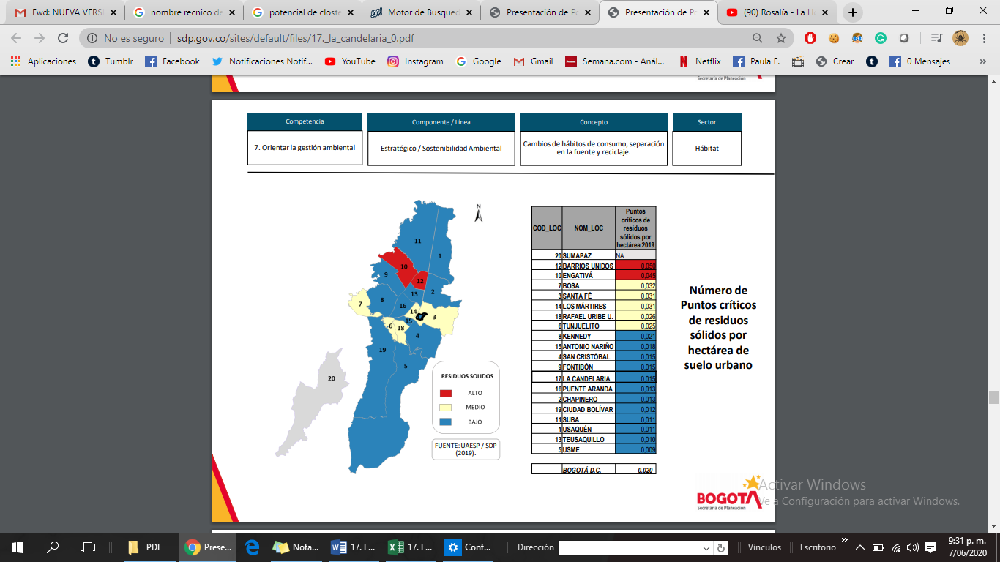 Fwd: NUEVA VERSI
nombre recnico de
potencial de closte
Motor de Busqued
Presentación de Po
Presentación de Po
(90) Rosalía - La Ll
No es seguro | sdp.gov.co/sites/default/files/17._la_candelaria_0.pdf
Aplicaciones
Tumblr
Facebook
Notificaciones Notif...
YouTube
Instagram
Google
Gmail
Semana.com - Anál...
Netflix
Paula E.
Crear
0 Mensajes
»
Secretaría de Planeación
Competencia
Componente / Línea
Concepto
Sector
7. Orientar la gestión ambiental
Estratégico / Sostenibilidad Ambiental
Cambios de hábitos de consumo, separación
en la fuente y reciclaje.
Hábitat
N
11
1
10
12
9
2
13
8
7
16
14
3
15
6
18
4
19
5
20
RESIDUOS SOLIDOS
ALTO
MEDIO
BAJO
FUENTE: UAESP / SDP
(2019).
COD_LOC NOM_LOC Puntos
críticos de
residuos
sólidos por
hectárea 2019
20 SUMAPAZ NA
12 BARRIOS UNIDOS 0,050
10 ENGATIVÁ 0,045
7 BOSA 0,032
3 SANTA FÉ 0,031
14 LOS MÁRTIRES 0,031
18 RAFAEL URIBE U. 0,026
6 TUNJUELITO 0,025
8 KENNEDY 0,021
15 ANTONIO NARIÑO 0,018
4 SAN CRISTÓBAL 0,015
9 FONTIBÓN 0,015
17 LA CANDELARIA 0,015
16 PUENTE ARANDA 0,013
2 CHAPINERO 0,013
19 CIUDAD BOLÍVAR 0,012
11 SUBA 0,011
1 USAQUÉN 0,011
13 TEUSAQUILLO 0,010
5 USME 0,009
BOGOTÁ D.C. 0,020
Número de
Puntos críticos
de residuos
sólidos por
hectárea de
suelo urbano
BOGOTÁ
Secretaría de Planeación
Activar Windows
Ve a Configuración para activar Windows.
PDL
Prese...
Nota...
17. L...
17. L...
Conf...
Dirección
Vínculos
Escritorio
»
9:31 p. m.
7/06/2020